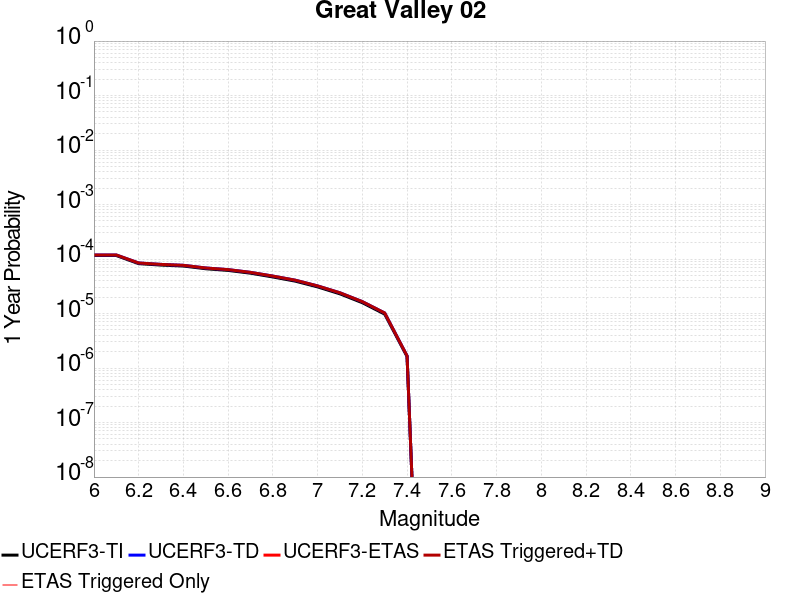 Great Valley 02
10^0
10^-1
10^-2
10^-3
10^-4
10^-5
10^-6
10^-7
10^-8
1 Year Probability
6 6.2 6.4 6.6 6.8 7 7.2 7.4 7.6 7.8 8 8.2 8.4 8.6 8.8 9
Magnitude
UCERF3-TI UCERF3-TD UCERF3-ETAS ETAS Triggered+TD
ETAS Triggered Only